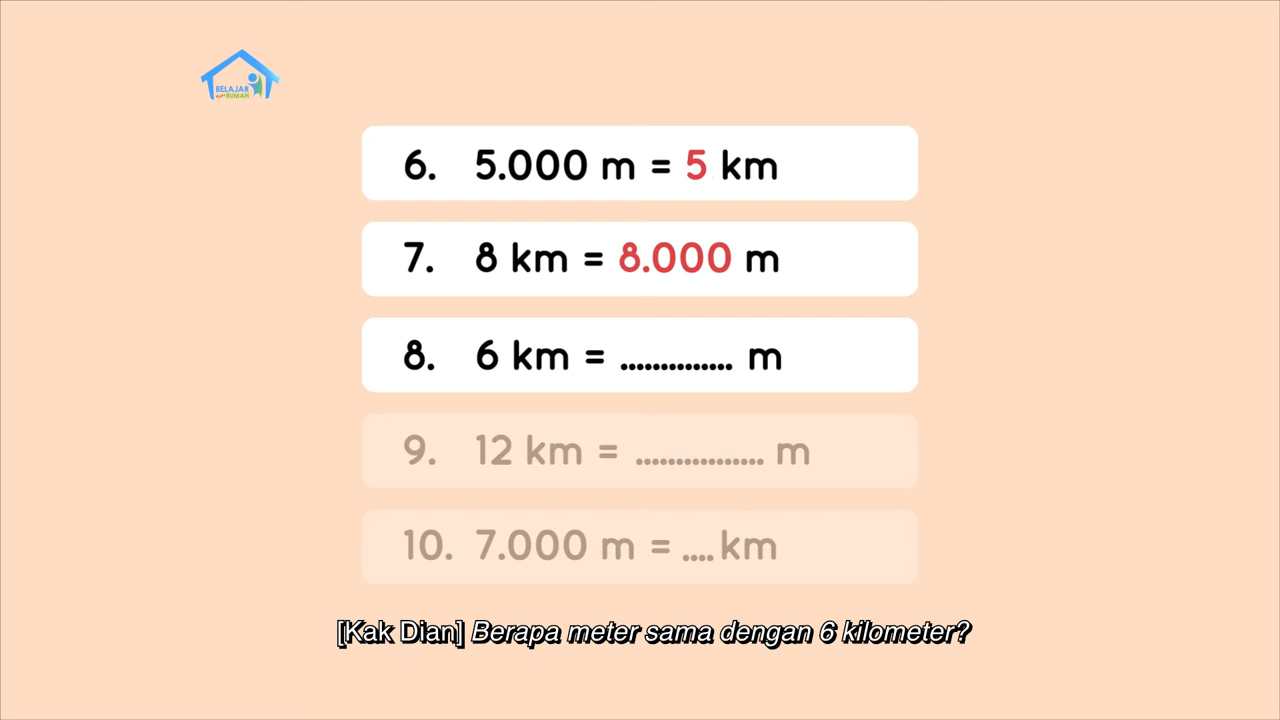 BELAJAR
dari RUMAH
6. 5.000 m = 5 km
7. 8 km = 8.000 m
8. 6 km = .............. m
9. 12 km = ................ m
10. 7.000 m = .... km
[Kak Dian] Berapa meter sama dengan 6 kilometer?